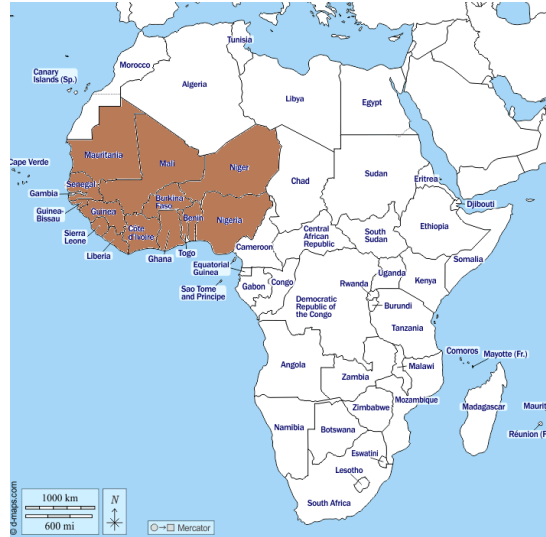 Tunisia
Morocco
Canary
Islands (Sp.)
Algeria
Libya
Egypt
Mauritania
Mali
Niger
Cape Verde
Chad
Sudan
Eritrea
Senegal
Gambia
Burkina
Faso
Djibouti
Guinea-
Bissau
Guinea
Benin
Nigeria
Sierra
Leone
Cote
d'Ivoire
Central
African
Republic
South
Sudan
Ethiopia
Liberia
Ghana
Togo
Cameroon
Somalia
Equatorial
Guinea
Uganda
Kenya
Sao Tome
and Principe
Gabon
Congo
Rwanda
Democratic
Republic of
the Congo
Burundi
Tanzania
Comoros
Mayotte (Fr.)
Angola
Malawi
Zambia
Mozambique
Zimbabwe
Madagascar
Maurit
Namibia
Botswana
Réunion (F
Eswatini
Lesotho
South Africa
1000 km
600 mi
N
Mercator
© d-maps.com